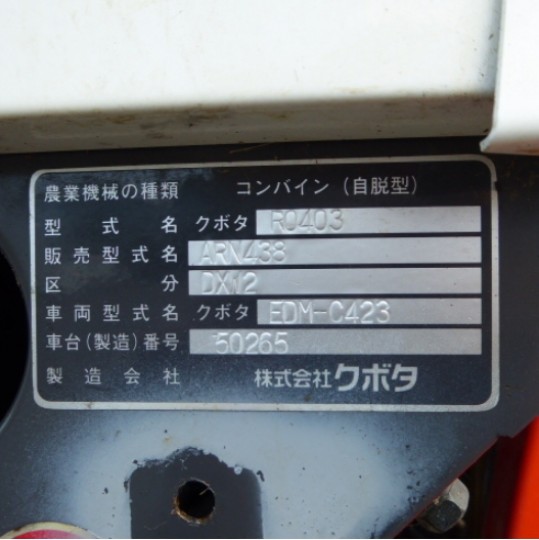 農業機械の種類 コンバイン（自脱型）
型式名 クボタ RO403
販売型式名 ARN438
区分 DXW2
車両型式名 クボタ EDM-C423
車台(製造)番号 50265
製造会社 株式会社クボタ